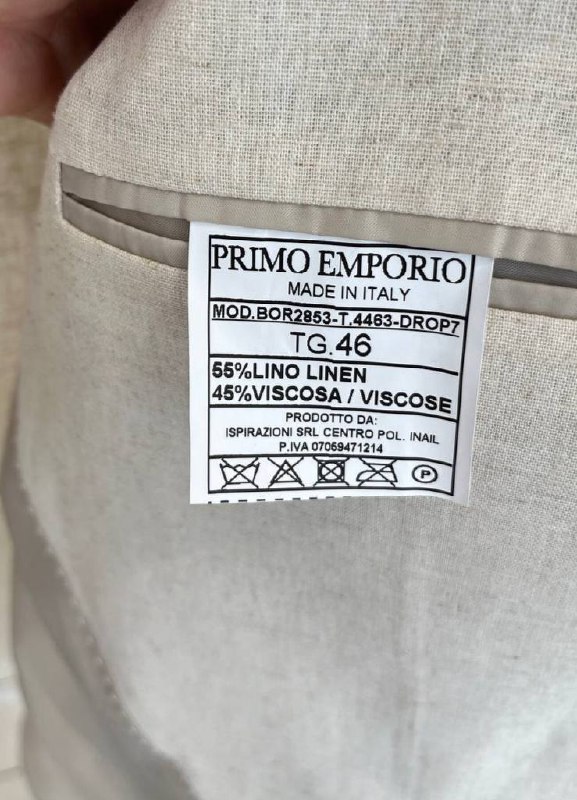 PRIMO EMPORIO
MADE IN ITALY
MOD.BOR2853-T.4463-DROP7
TG.46
55%LINO LINEN
45%VISCOSA / VISCOSE
PRODOTTO DA:
ISPIRAZIONI SRL CENTRO POL. INAIL
P.IVA 07069471214
P